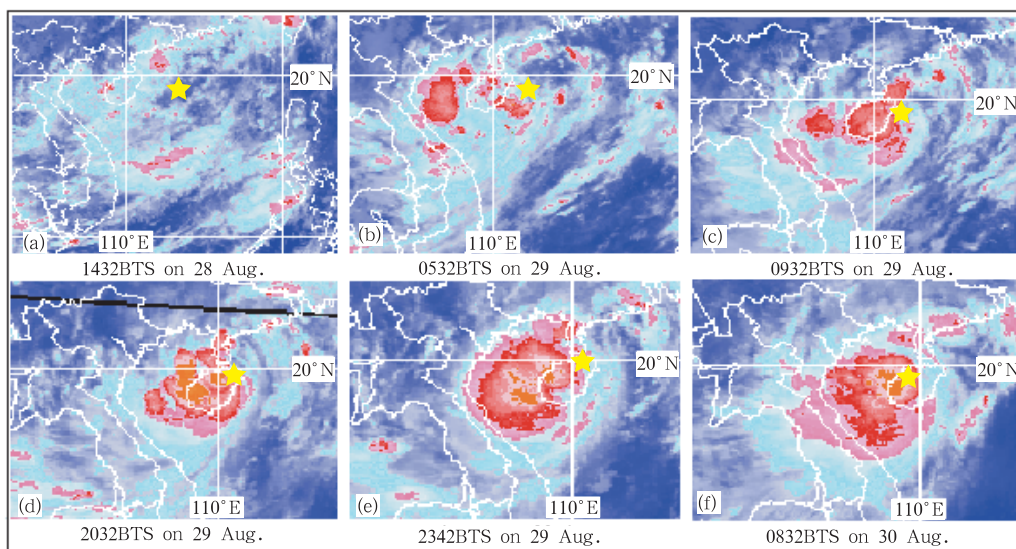 20°N
(a)
110°E
1432BTS on 28 Aug.
20°N
(b)
110°E
0532BTS on 29 Aug.
20°N
(c)
110°E
0932BTS on 29 Aug.
20°N
(d)
110°E
2032BTS on 29 Aug.
20°N
(e)
110°E
2342BTS on 29 Aug.
20°N
(f)
110°E
0832BTS on 30 Aug.